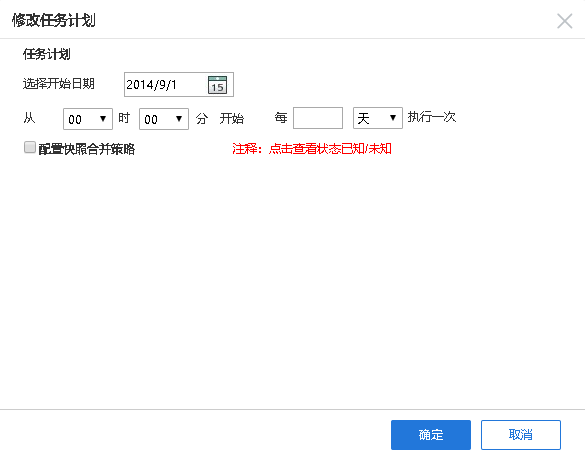 修改任务计划
任务计划
选择开始日期 2014/9/1 15
从 00 时 00 分 开始 每 天 执行一次
配置快照合并策略 注释：点击查看状态已知/未知
确定 取消